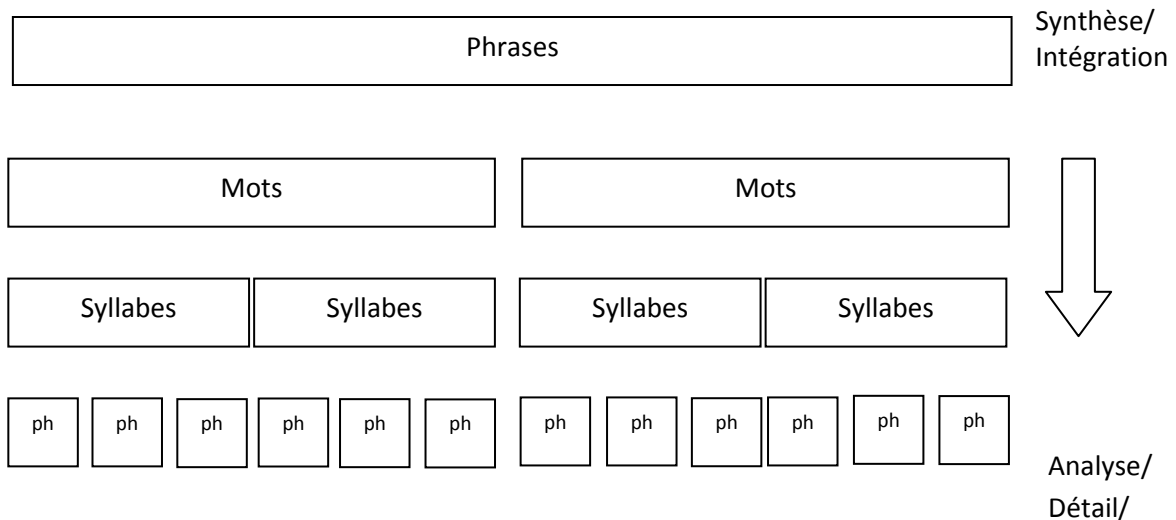 Synthèse/
Intégration
Phrases
Mots Mots
Syllabes Syllabes Syllabes Syllabes
ph ph ph ph ph ph ph ph ph ph ph ph
Analyse/
Détail/